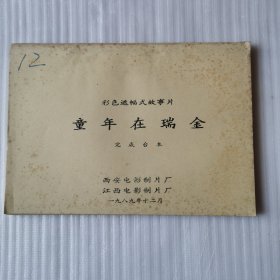 12
彩色遮幅式故事片
童年在瑞金
完成台本
西安电影制片厂
江西电影制片厂
一九八九年十二月